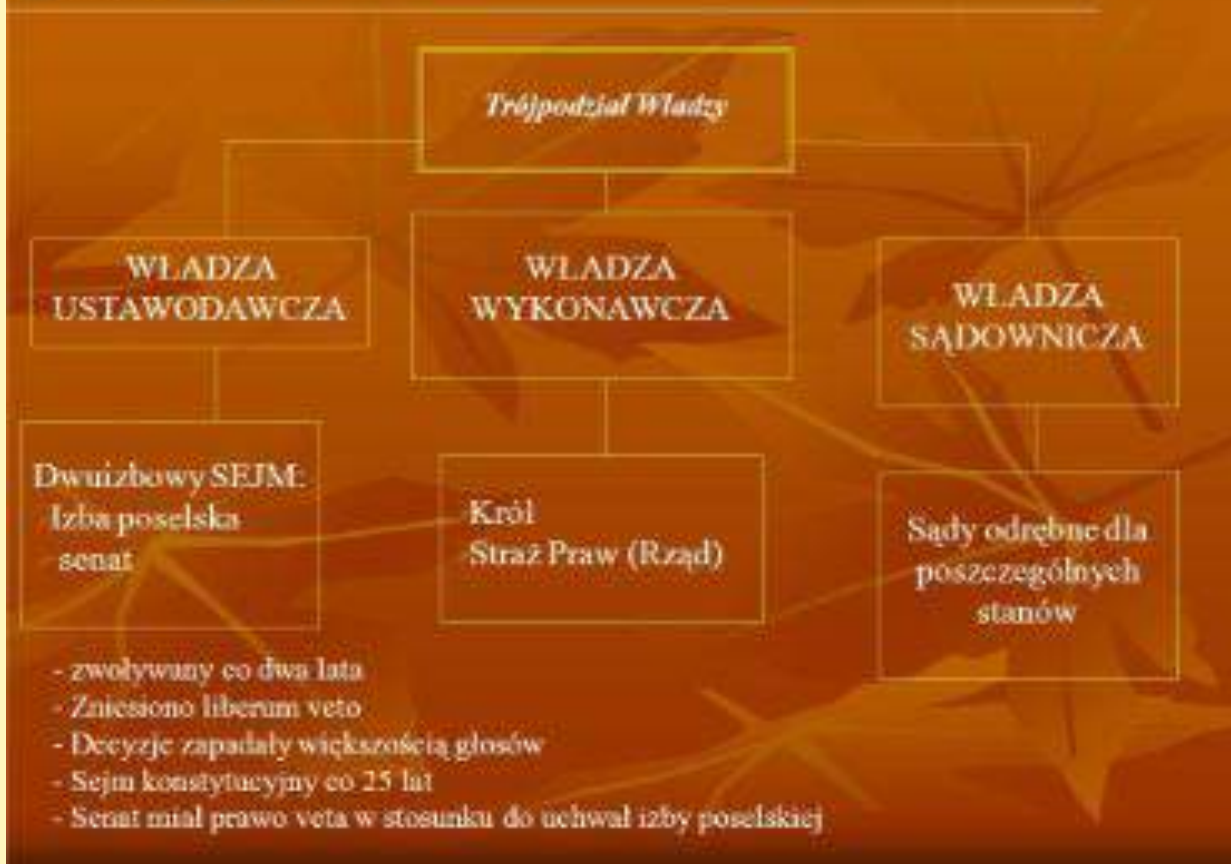 Trójpodział Władzy
WŁADZA
USTAWODAWCZA
WŁADZA
WYKONAWCZA
WŁADZA
SĄDOWNICZA
Dwuizbowy SEJM:
Izba poselska
senat
Król
Straż Praw (Rząd)
Sądy odrębne dla
poszczególnych
stanów
- zwoływany co dwa lata
- Zniesiono liberum veto
- Decyzje zapadały większością głosów
- Sejm konstytucyjny co 25 lat
- Senat miał prawo veta w stosunku do uchwał izby poselskiej